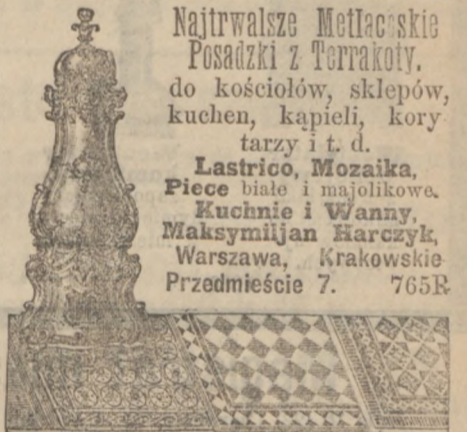 Najtrwalsze Metlaceskie
Posadzki z Terrakoty.
do kościołów, sklepów,
kuchen, kąpieli, kory
tarzy i t. d.
Lastrico, Mozaika,
Piece białe i majolikowe.
Kuchnie i Wanny,
Maksymiljan Harczyk,
Warszawa, Krakowskie
Przedmieście 7. 765R